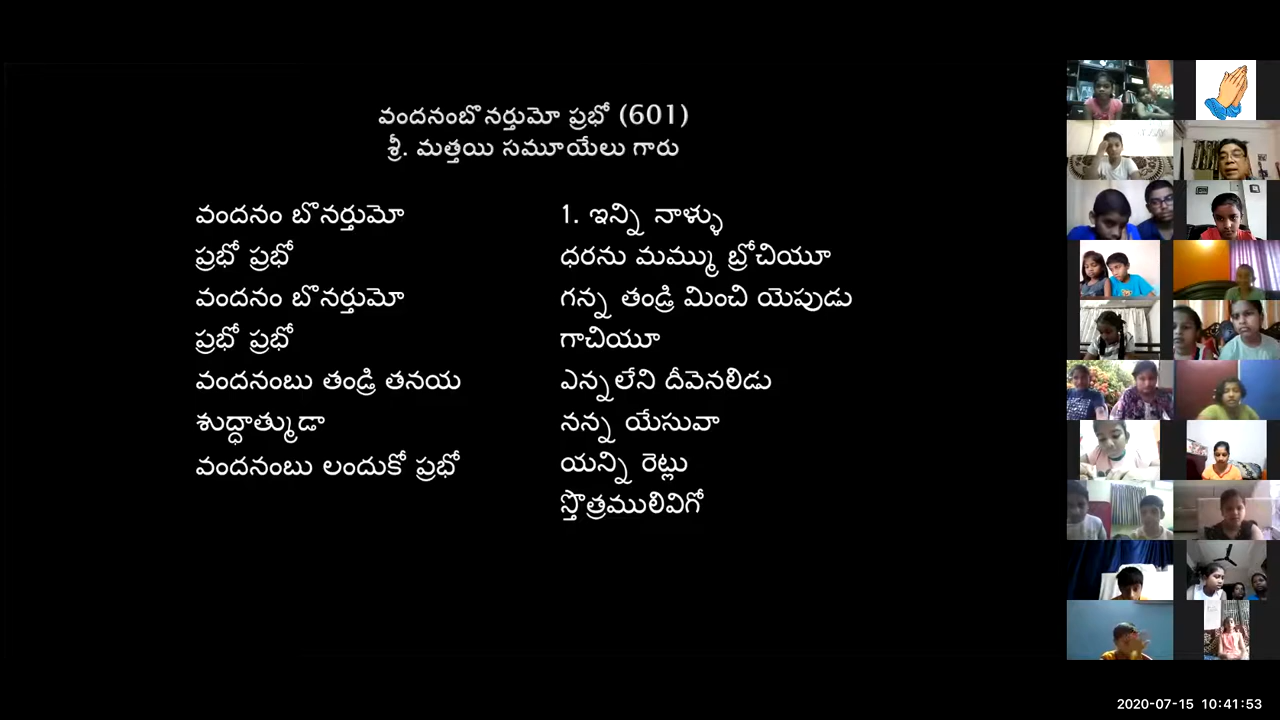 వందనంబొనర్తుమో ప్రభో (601)
శ్రీ. మత్తయి సమూయేలు గారు
వందనం బొనర్తుమో
ప్రభో ప్రభో
వందనం బొనర్తుమో
ప్రభో ప్రభో
వందనంబు తండ్రి తనయ
శుద్ధాత్ముడా
వందనంబు లందుకో ప్రభో
1. ఇన్ని నాళ్ళు
ధరను మమ్ము బ్రోచియూ
గన్న తండ్రి మించి యెపుడు
గాచియూ
ఎన్నలేని దీవెనలిడు
నన్న యేసువా
యన్ని రెట్లు
స్తొత్రములివిగో
2020-07-15 10:41:53